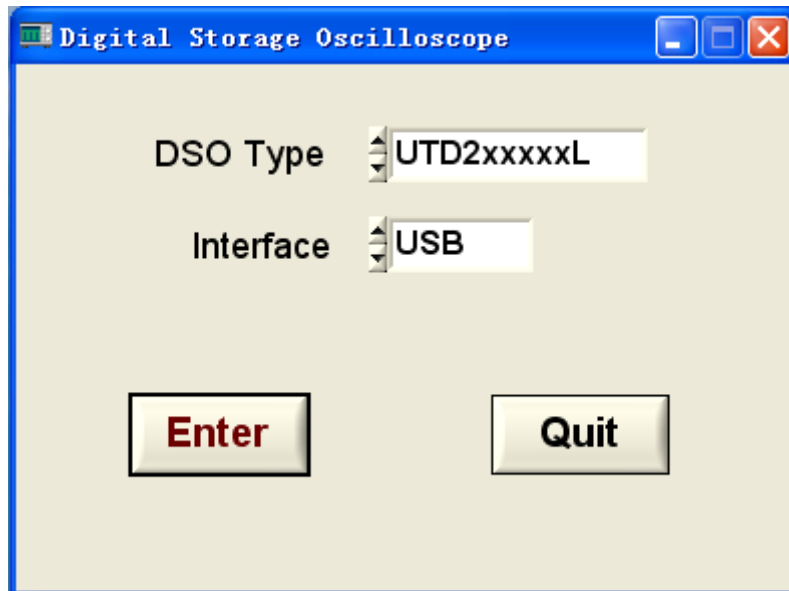 Digital Storage Oscilloscope
DSO Type UTD2xxxxxL
Interface USB
Enter Quit